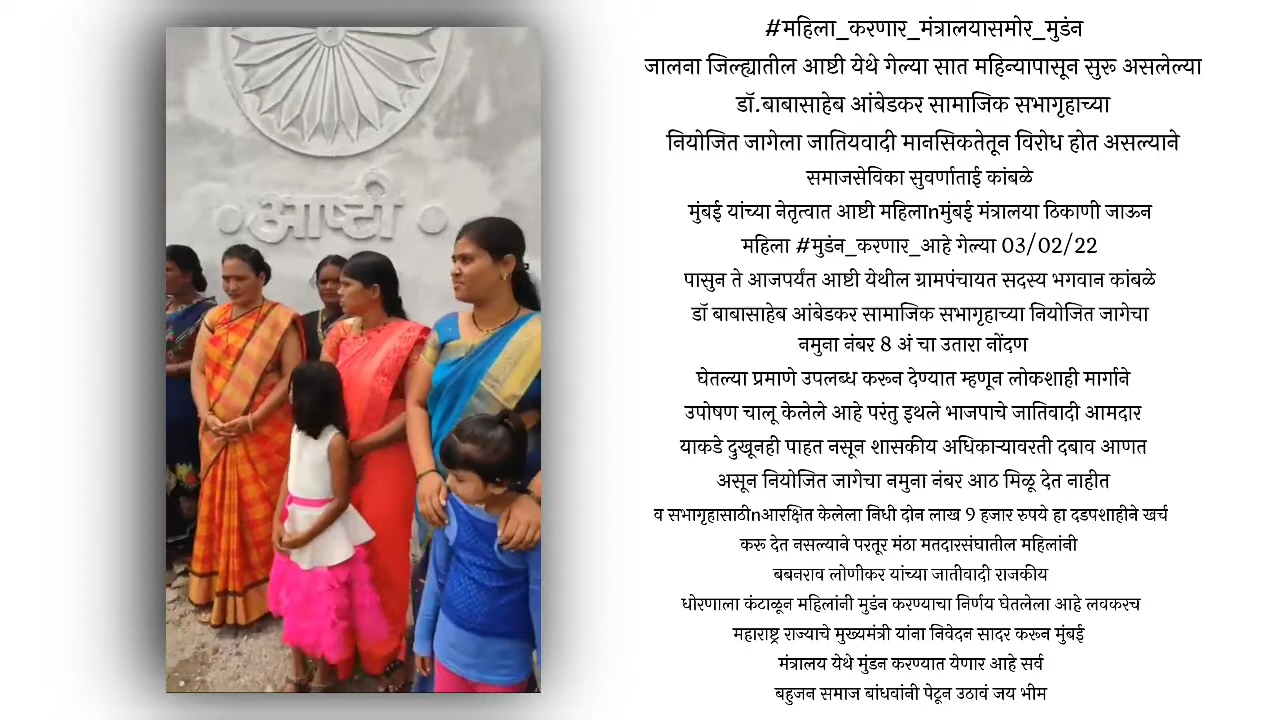 आष्टी
#महिला_करणार_मंत्रालयासमोर_मुडंन
जालना जिल्ह्यातील आष्टी येथे गेल्या सात महिन्यापासून सुरू असलेल्या
डॉ.बाबासाहेब आंबेडकर सामाजिक सभागृहाच्या
नियोजित जागेला जातियवादी मानसिकतेतून विरोध होत असल्याने
समाजसेविका सुवर्णाताई कांबळे
मुंबई यांच्या नेतृत्वात आष्टी महिलाnमुंबई मंत्रालया ठिकाणी जाऊन
महिला #मुडंन_करणार_आहे गेल्या 03/02/22
पासुन ते आजपर्यंत आष्टी येथील ग्रामपंचायत सदस्य भगवान कांबळे
डॉ बाबासाहेब आंबेडकर सामाजिक सभागृहाच्या नियोजित जागेचा
नमुना नंबर 8 अं चा उतारा नोंदण
घेतल्या प्रमाणे उपलब्ध करून देण्यात म्हणून लोकशाही मार्गाने
उपोषण चालू केलेले आहे परंतु इथले भाजपाचे जातिवादी आमदार
याकडे दुखूनही पाहत नसून शासकीय अधिकाऱ्यावरती दबाव आणत
असून नियोजित जागेचा नमुना नंबर आठ मिळू देत नाहीत
व सभागृहासाठीnआरक्षित केलेला निधी दोन लाख 9 हजार रुपये हा दडपशाहीने खर्च
करू देत नसल्याने परतूर मंठा मतदारसंघातील महिलांनी
बबनराव लोणीकर यांच्या जातीवादी राजकीय
धोरणाला कंटाळून महिलांनी मुडंन करण्याचा निर्णय घेतलेला आहे लवकरच
महाराष्ट्र राज्याचे मुख्यमंत्री यांना निवेदन सादर करून मुंबई
मंत्रालय येथे मुंडन करण्यात येणार आहे सर्व
बहुजन समाज बांधवांनी पेटून उठावं जय भीम